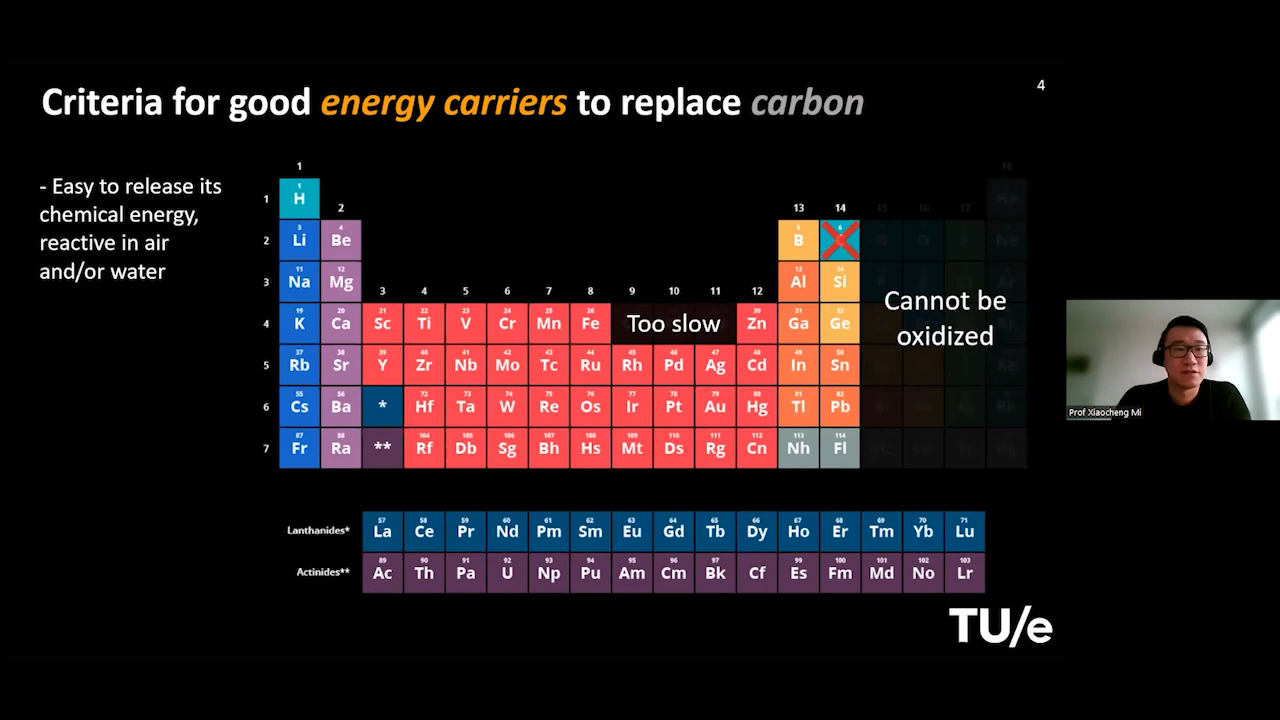 4
Criteria for good energy carriers to replace carbon
- Easy to release its
chemical energy,
reactive in air
and/or water
1
18
2
13 14
3 4 5 6 7 8 9 10 11 12
1 H
2 Li Be B
3 Na Mg Al Si
4 K Ca Sc Ti V Cr Mn Fe Too slow Zn Ga Ge
Cannot be
oxidized
5 Rb Sr Y Zr Nb Mo Tc Ru Rh Pd Ag Cd In Sn
6 Cs Ba * Hf Ta W Re Os Ir Pt Au Hg Tl Pb
7 Fr Ra ** Rf Db Sg Bh Hs Mt Ds Rg Cn Nh Fl
Lanthanides* La Ce Pr Nd Pm Sm Eu Gd Tb Dy Ho Er Tm Yb Lu
Actinides** Ac Th Pa U Np Pu Am Cm Bk Cf Es Fm Md No Lr
TU/e
Prof Xiaocheng Mi